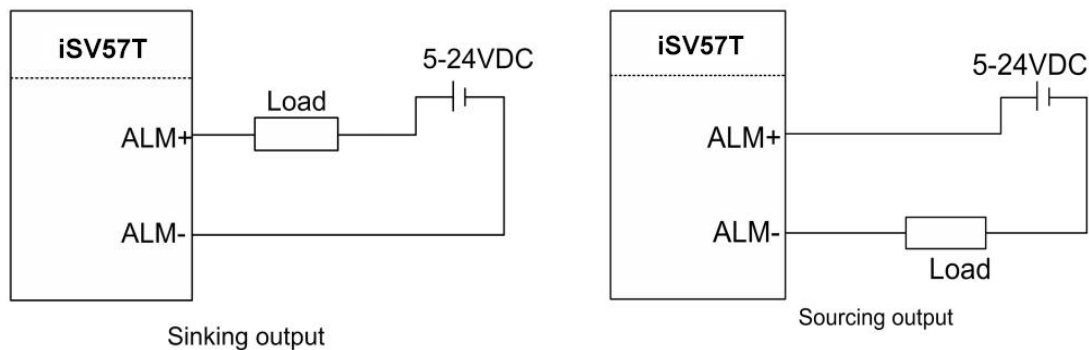 iSV57T
5-24VDC
Load
ALM+
ALM-
Sinking output
iSV57T
5-24VDC
ALM+
ALM-
Load
Sourcing output